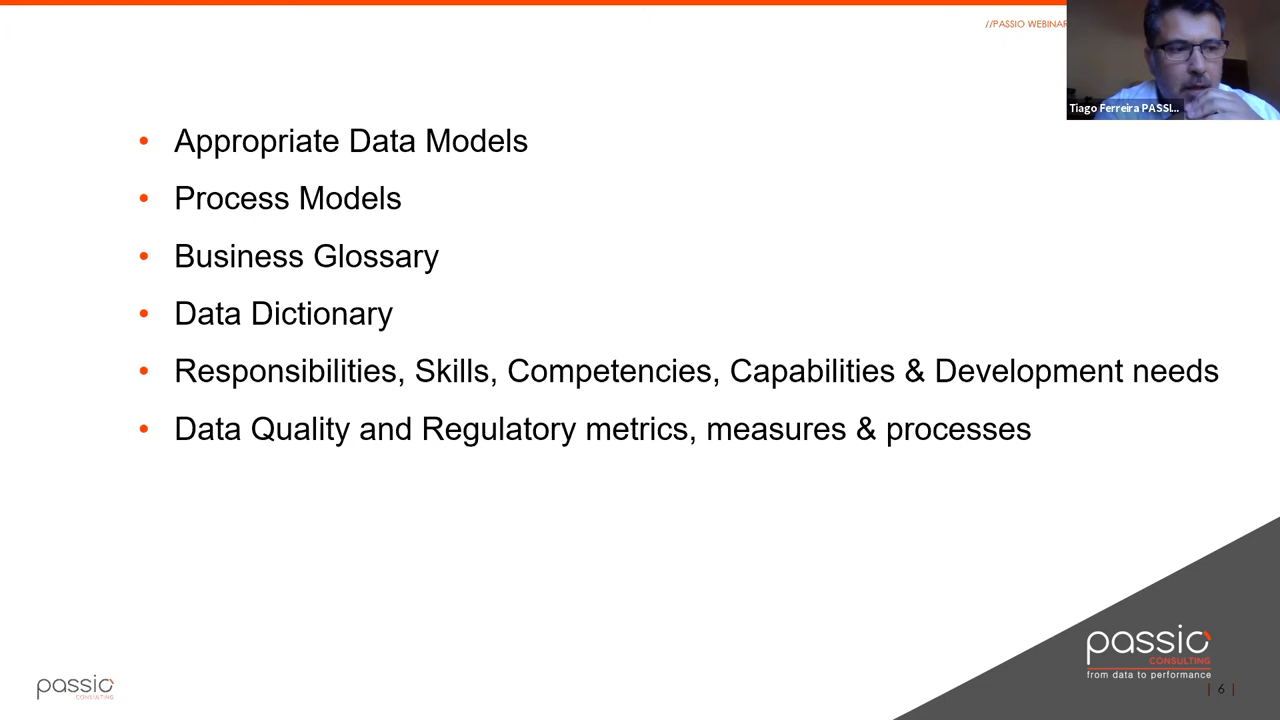 //PASSIO WEBINAR
Tiago Ferreira PASSI...
• Appropriate Data Models
• Process Models
• Business Glossary
• Data Dictionary
• Responsibilities, Skills, Competencies, Capabilities & Development needs
• Data Quality and Regulatory metrics, measures & processes
passio
CONSULTING
from data to performance
passio
CONSULTING
| 6 |